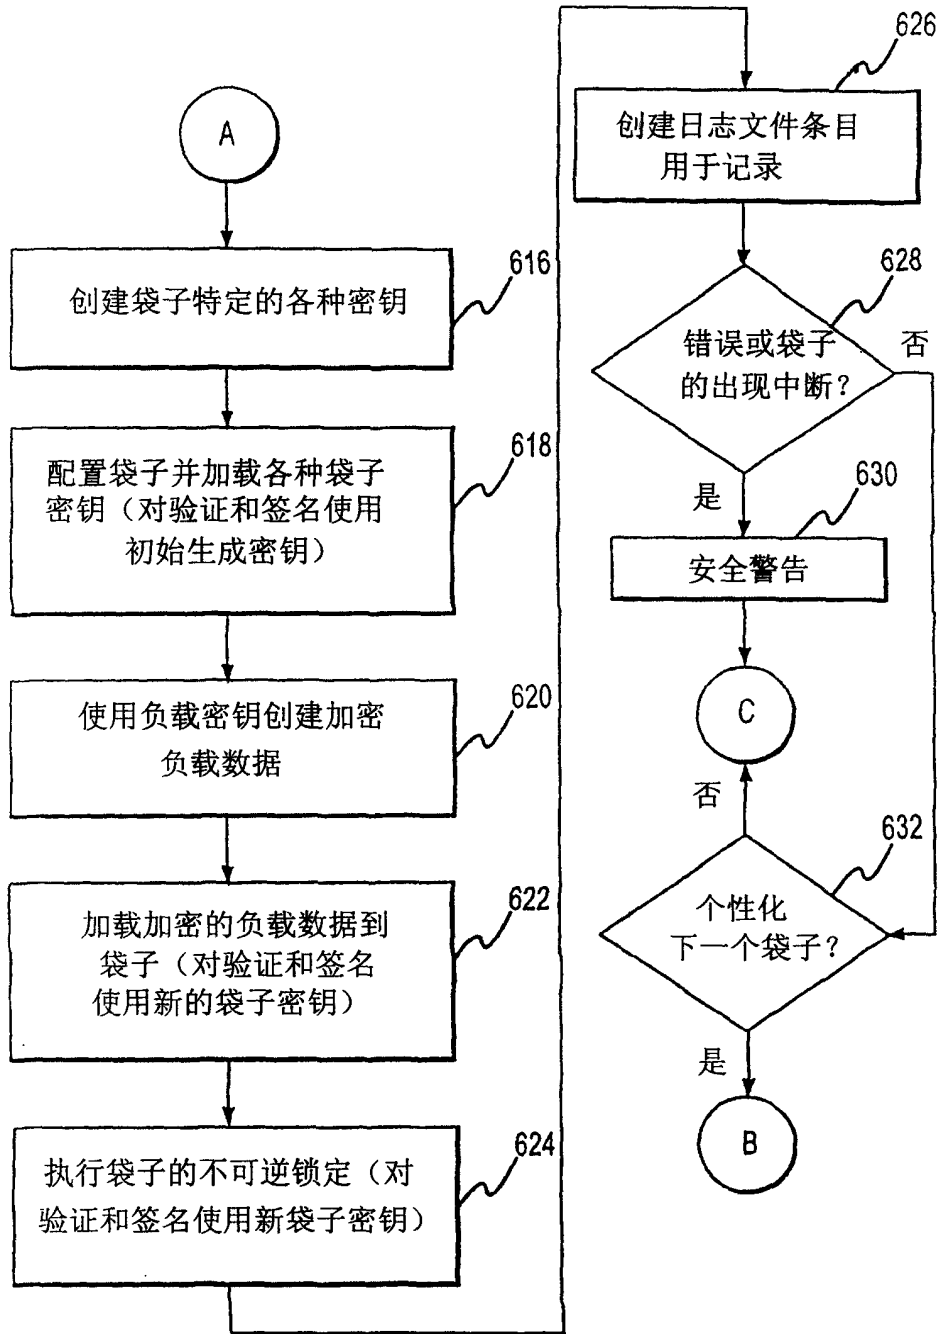 A
创建袋子特定的各种密钥
616
配置袋子并加载各种袋子
密钥（对验证和签名使用
初始生成密钥）
618
使用负载密钥创建加密
负载数据
620
加载加密的负载数据到
袋子（对验证和签名
使用新的袋子密钥）
622
执行袋子的不可逆锁定（对
验证和签名使用新袋子密钥）
624
626
创建日志文件条目
用于记录
628
错误或袋子
的出现中断？
否
是
630
安全警告
C
否
632
个性化
下一个袋子？
是
B